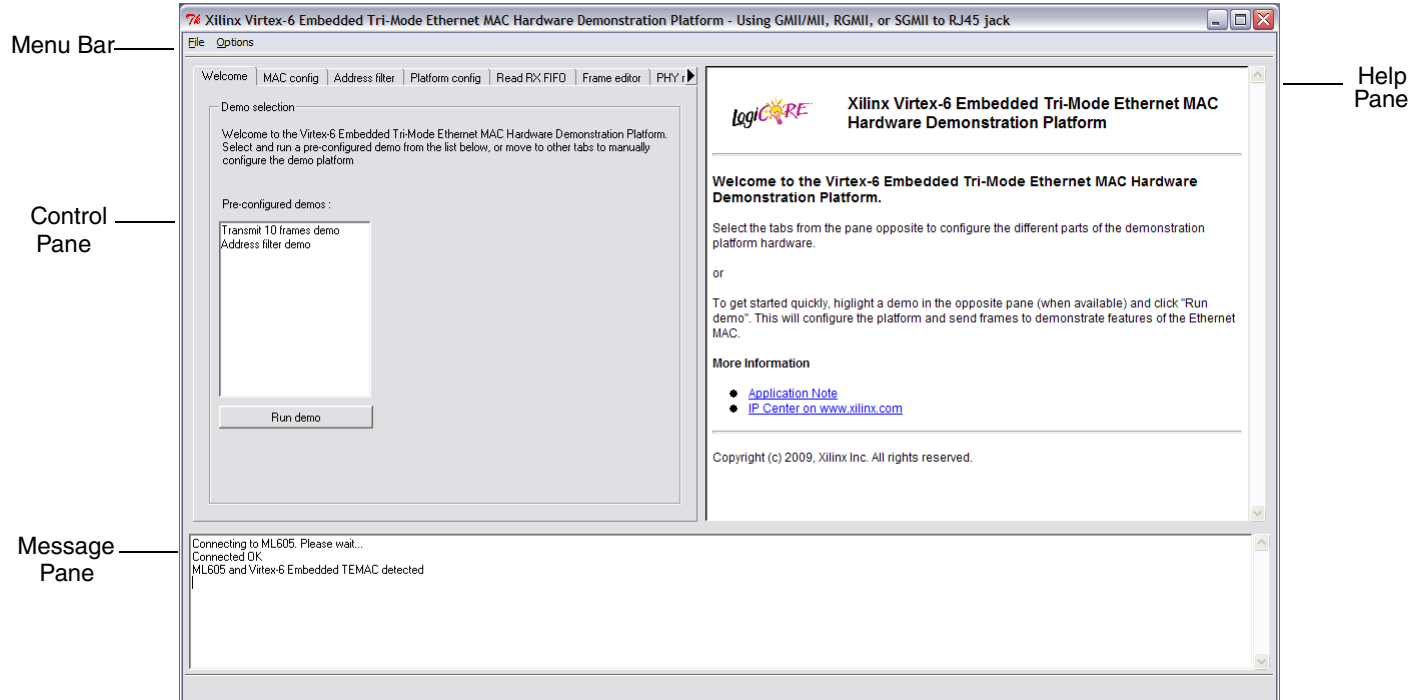 Xilinx Virtex-6 Embedded Tri-Mode Ethernet MAC Hardware Demonstration Platform - Using GMII/MII, RGMII, or SGMII to RJ45 jack
Menu Bar
File Options
Welcome MAC config Address filter Platform config Read RX FIFO Frame editor PHY r
Help
Pane
Demo selection
Welcome to the Virtex-6 Embedded Tri-Mode Ethernet MAC Hardware Demonstration Platform.
Select and run a pre-configured demo from the list below, or move to other tabs to manually
configure the demo platform
Control
Pane
Pre-configured demos :
Transmit 10 frames demo
Address filter demo
Run demo
LogiCORE
Xilinx Virtex-6 Embedded Tri-Mode Ethernet MAC
Hardware Demonstration Platform
Welcome to the Virtex-6 Embedded Tri-Mode Ethernet MAC Hardware
Demonstration Platform.
Select the tabs from the pane opposite to configure the different parts of the demonstration
platform hardware.
or
To get started quickly, higlight a demo in the opposite pane (when available) and click "Run
demo". This will configure the platform and send frames to demonstrate features of the Ethernet
MAC.
More Information
Application Note
IP Center on www.xilinx.com
Copyright (c) 2009, Xilinx Inc. All rights reserved.
Message
Pane
Connecting to ML605. Please wait...
Connected OK
ML605 and Virtex-6 Embedded TEMAC detected